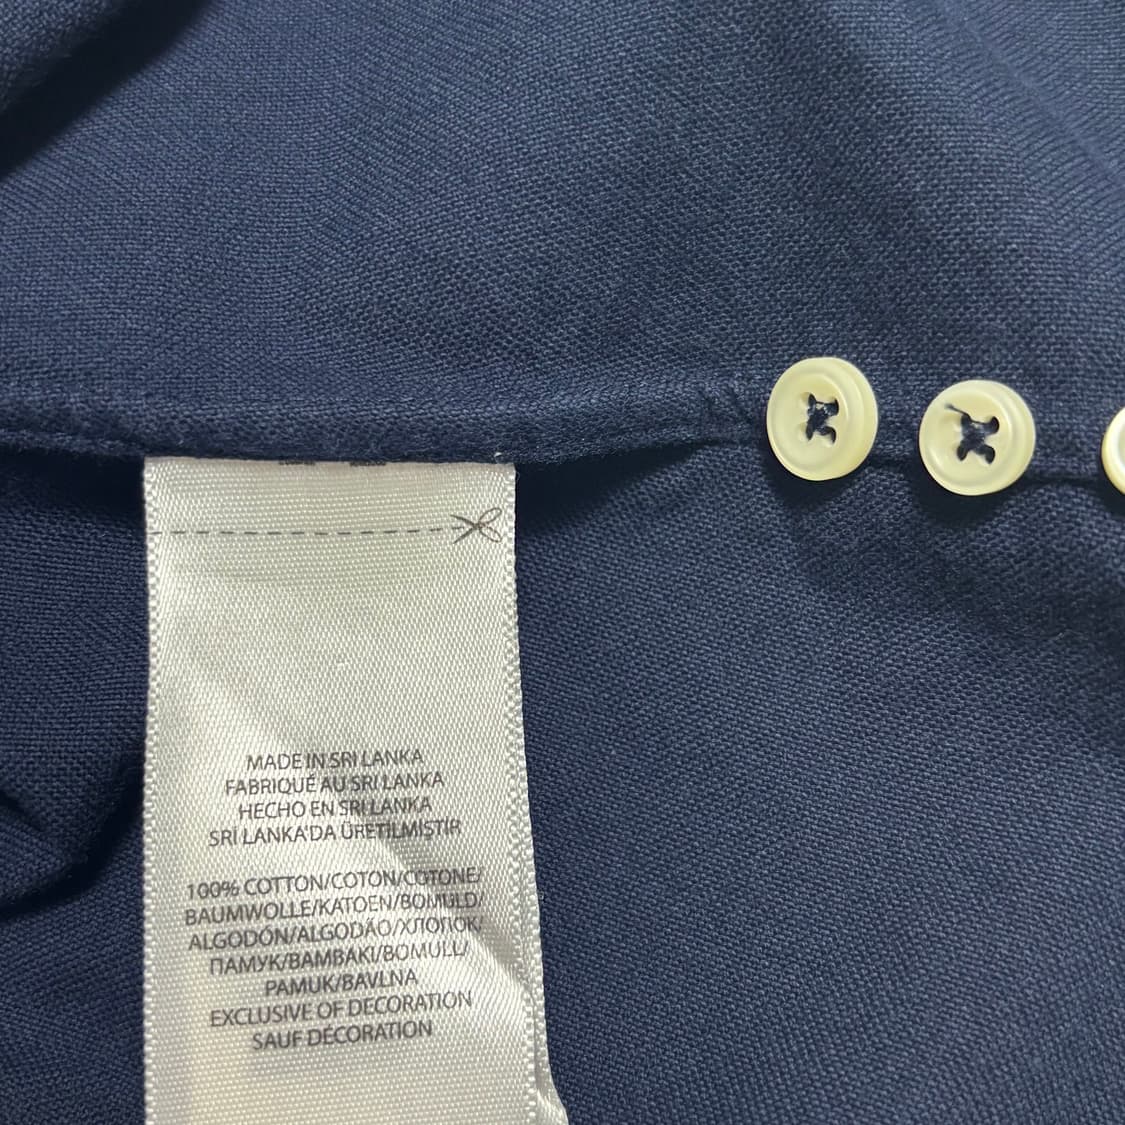 MADE IN SRI LANKA
FABRIQUÉ AU SRI LANKA
HECHO EN SRI LANKA
SRİ LANKA'DA ÜRETİLMİSTİR
100% COTTON/COTON/COTONE/
BAUMWOLLE/KATOEN/BOMULD/
ALGODÓN/ALGODÃO/ХЛОПОК/
ПАМУК/BAMBAKI/BOMULL/
PAMUK/BAVLNA
EXCLUSIVE OF DECORATION
SAUF DÉCORATION